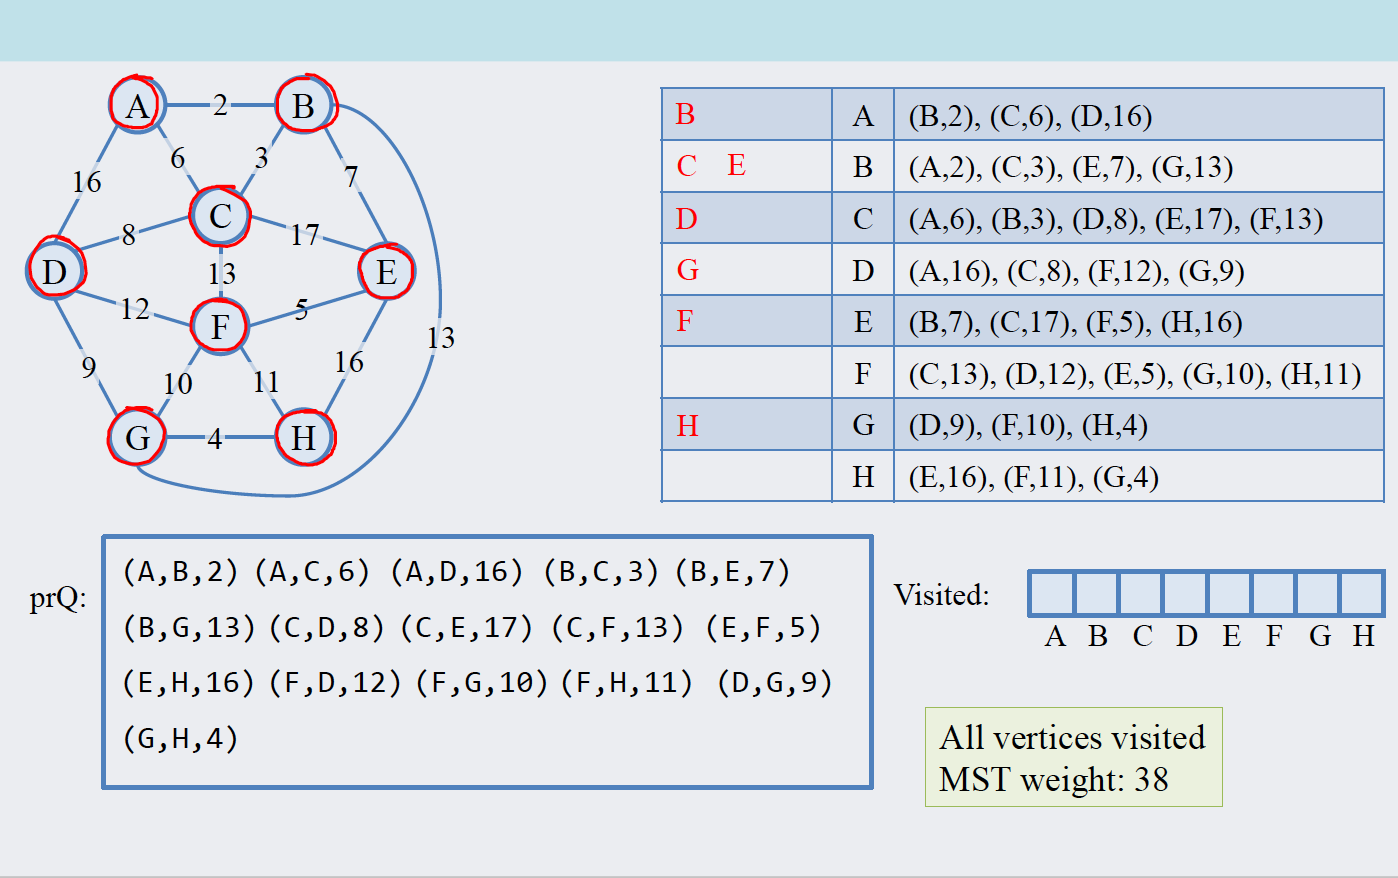 A 2 B
16 6 3 7
C
8 17
D 13 E
12 5
F
9 10 11 16 13
G 4 H
B A (B,2), (C,6), (D,16)
C E B (A,2), (C,3), (E,7), (G,13)
D C (A,6), (B,3), (D,8), (E,17), (F,13)
G D (A,16), (C,8), (F,12), (G,9)
F E (B,7), (C,17), (F,5), (H,16)
F (C,13), (D,12), (E,5), (G,10), (H,11)
H G (D,9), (F,10), (H,4)
H (E,16), (F,11), (G,4)
prQ:
(A,B,2) (A,C,6) (A,D,16) (B,C,3) (B,E,7)
(B,G,13) (C,D,8) (C,E,17) (C,F,13) (E,F,5)
(E,H,16) (F,D,12) (F,G,10) (F,H,11) (D,G,9)
(G,H,4)
Visited:
A B C D E F G H
All vertices visited
MST weight: 38